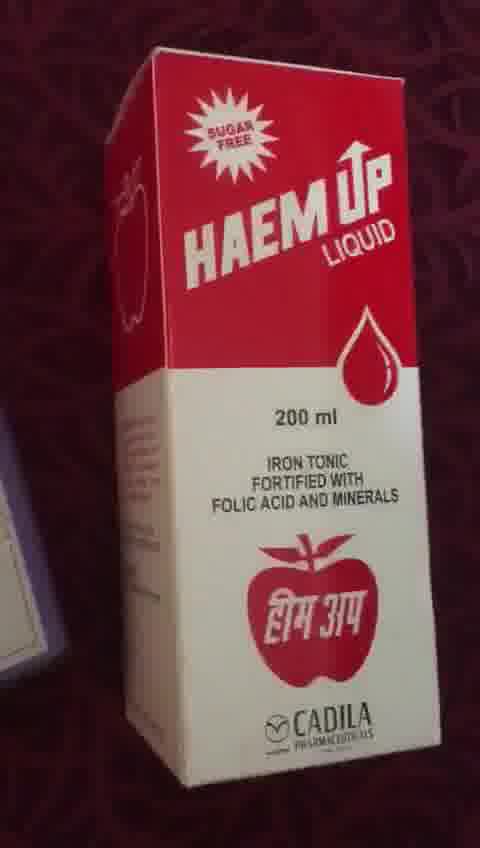 SUGAR
FREE
HAEM UP
LIQUID
200 ml
IRON TONIC
FORTIFIED WITH
FOLIC ACID AND MINERALS
हीम अप
CADILA
PHARMACEUTICALS